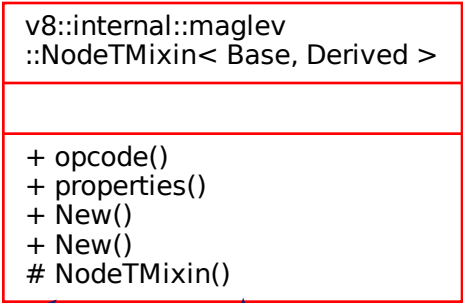 v8::internal::maglev
::NodeTMixin< Base, Derived >
+ opcode()
+ properties()
+ New()
+ New()
# NodeTMixin()